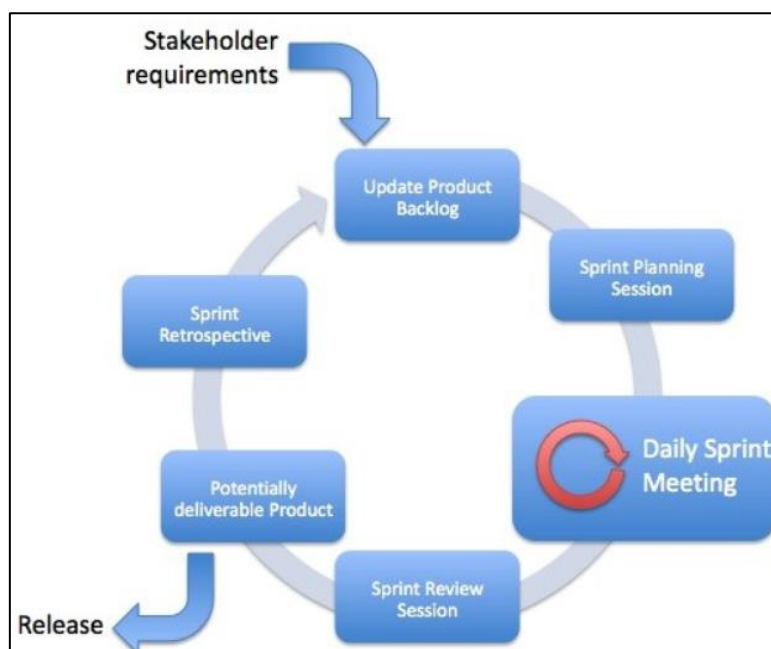 Stakeholder
requirements
Update Product
Backlog
Sprint Planning
Session
Daily Sprint
Meeting
Sprint Review
Session
Potentially
deliverable Product
Release
Sprint
Retrospective